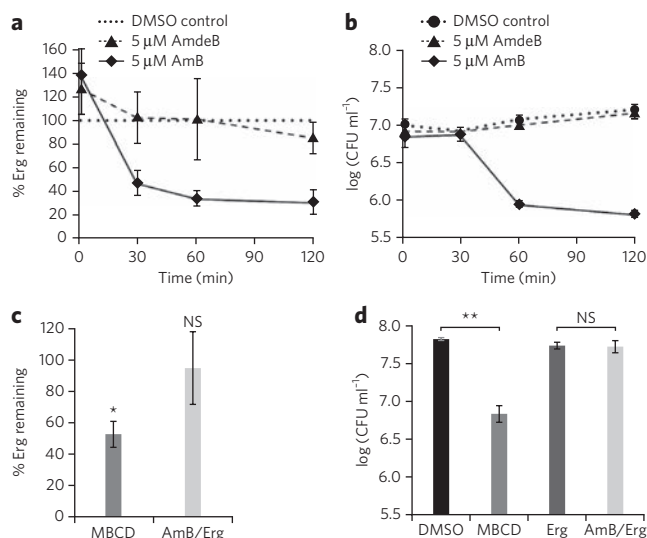 a
DMSO control
5 μM AmdeB
5 μM AmB
% Erg remaining
160
140
120
100
80
60
40
20
0
0 30 60 90 120
Time (min)
b
DMSO control
5 μM AmdeB
5 μM AmB
log (CFU ml⁻¹)
8.0
7.5
7.0
6.5
6.0
5.5
0 30 60 90 120
Time (min)
c
% Erg remaining
120
100
80
60
40
20
0
*
NS
MBCD AmB/Erg
d
log (CFU ml⁻¹)
8.0
7.5
7.0
6.5
6.0
5.5
**
NS
DMSO MBCD Erg AmB/Erg